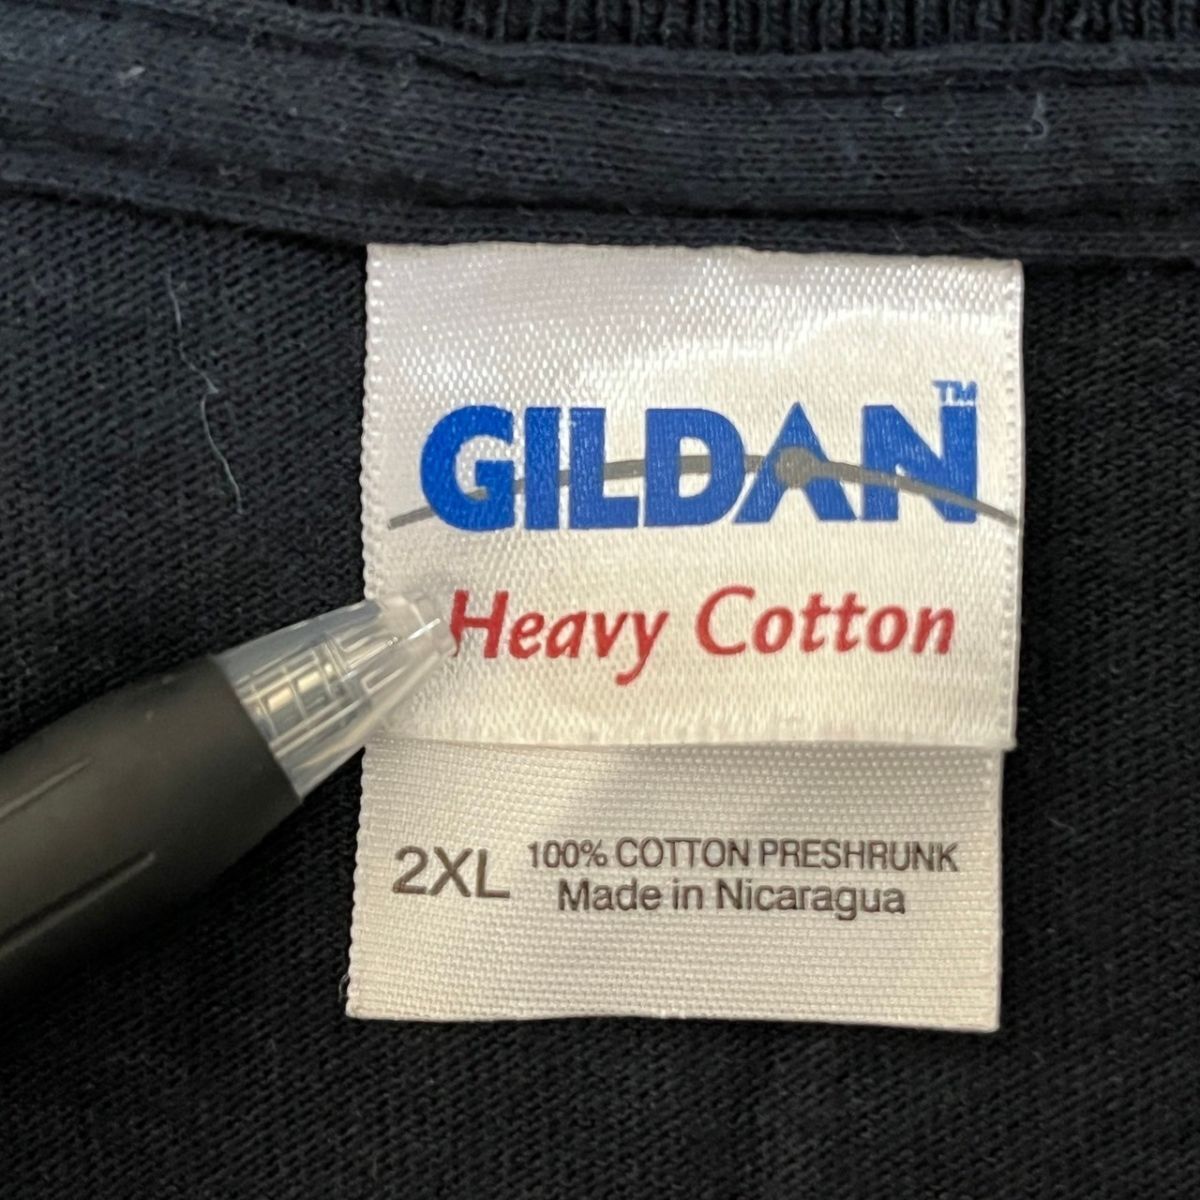 GILDAN™
Heavy Cotton
2XL 100% COTTON PRESHRUNK
Made in Nicaragua